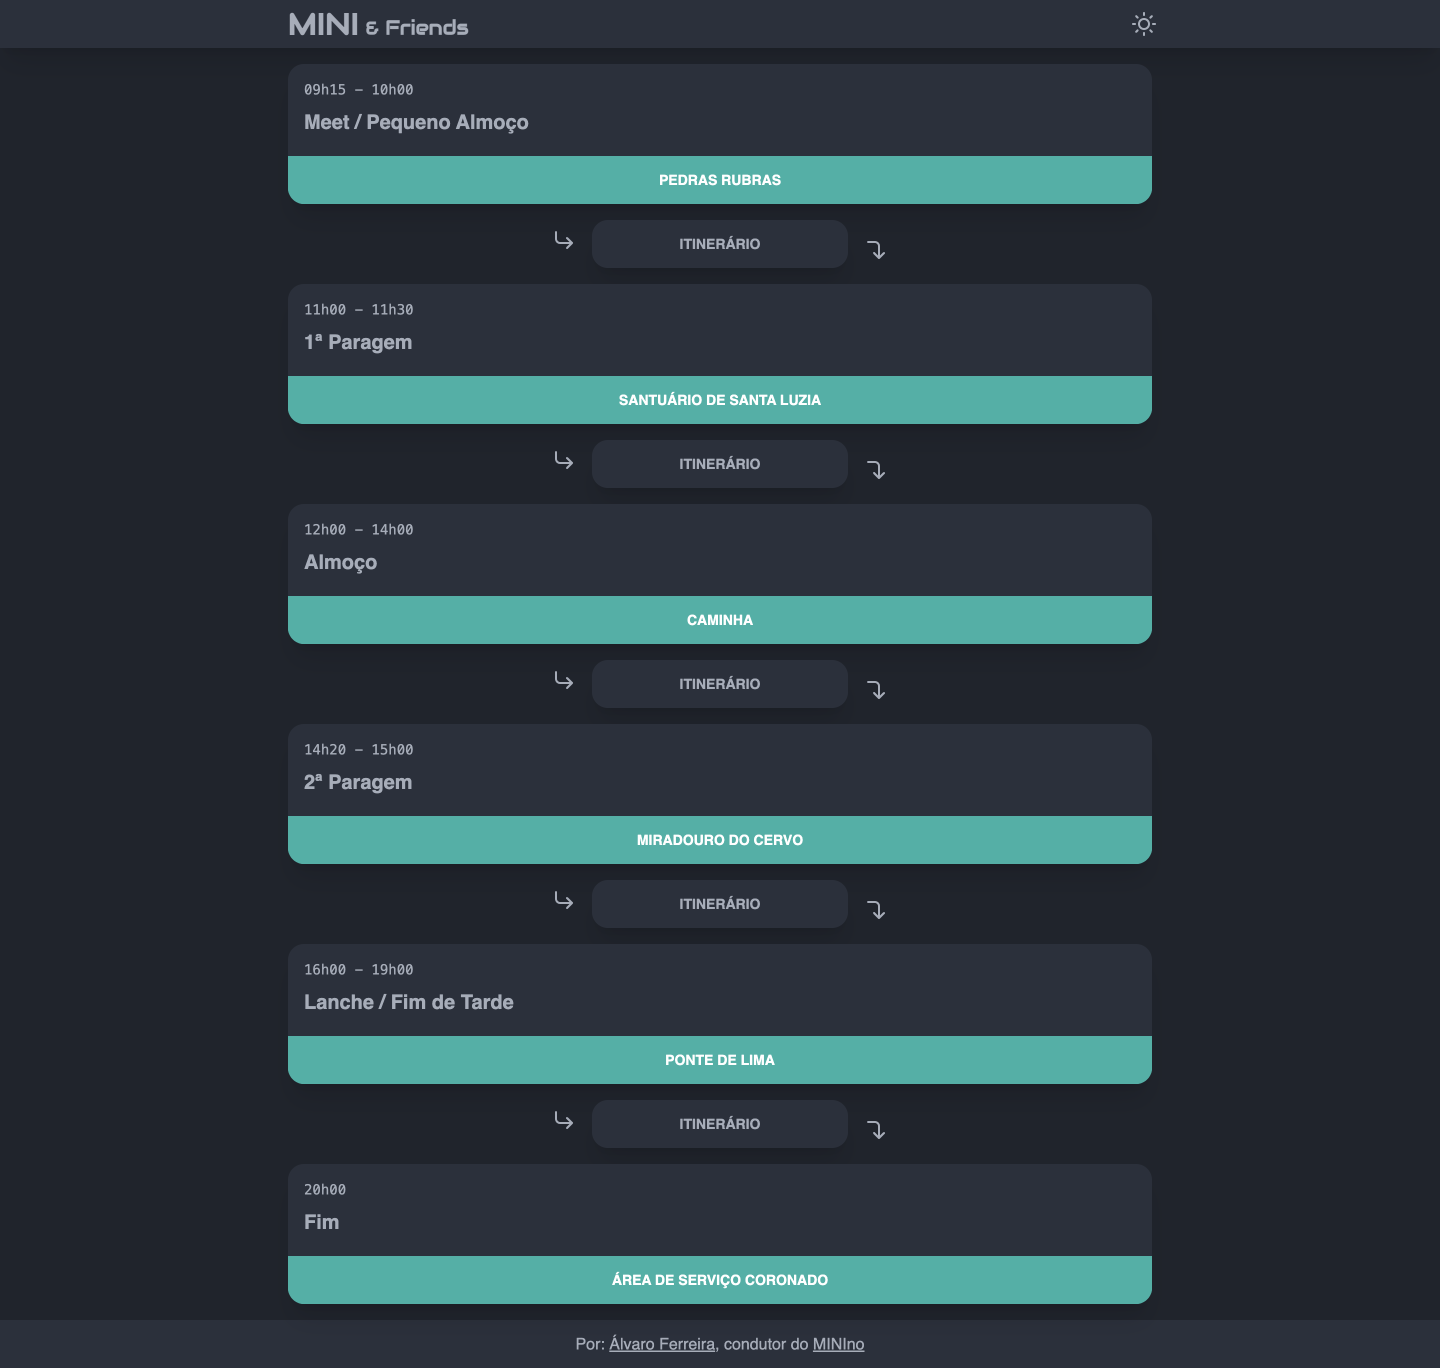 MINI & Friends
09h15 – 10h00
Meet / Pequeno Almoço
PEDRAS RUBRAS
ITINERÁRIO
11h00 – 11h30
1ª Paragem
SANTUÁRIO DE SANTA LUZIA
ITINERÁRIO
12h00 – 14h00
Almoço
CAMINHA
ITINERÁRIO
14h20 – 15h00
2ª Paragem
MIRADOURO DO CERVO
ITINERÁRIO
16h00 – 19h00
Lanche / Fim de Tarde
PONTE DE LIMA
ITINERÁRIO
20h00
Fim
ÁREA DE SERVIÇO CORONADO
Por: Álvaro Ferreira, condutor do MINIno